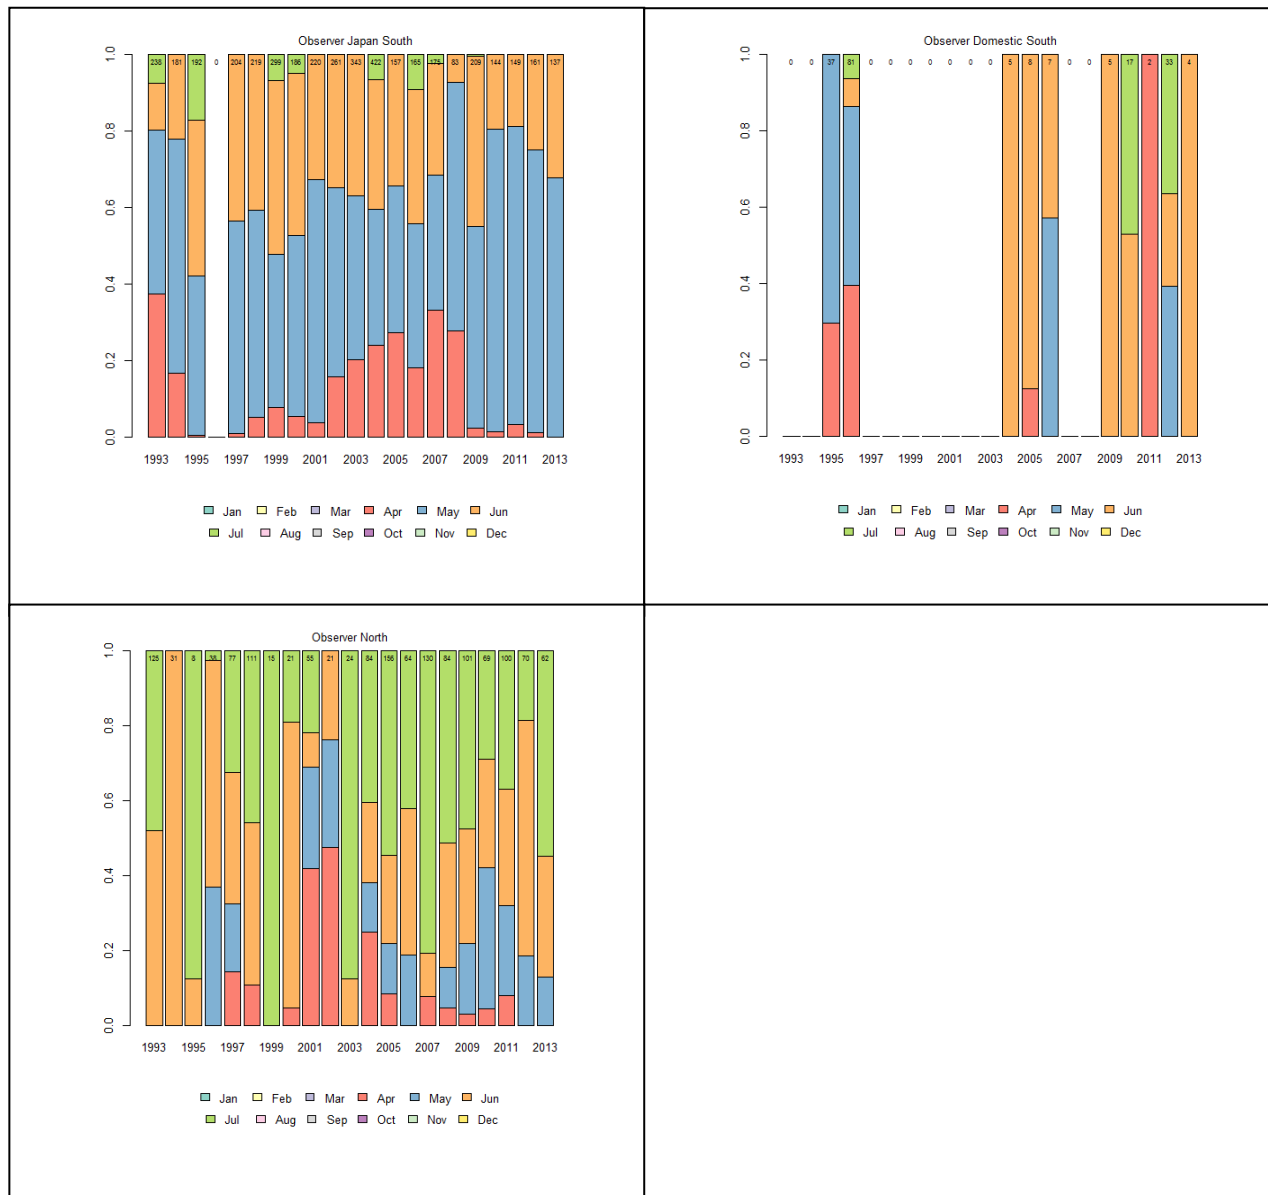 Observer Japan South
238 181 192 0 204 219 299 186 220 261 343 422 157 165 175 83 209 144 149 161 137
1.0
0.8
0.6
0.4
0.2
0.0
1993 1995 1997 1999 2001 2003 2005 2007 2009 2011 2013
Jan Feb Mar Apr May Jun
Jul Aug Sep Oct Nov Dec
Observer Domestic South
0 0 37 81 0 0 0 0 0 0 0 5 8 7 0 0 5 17 2 33 4
1.0
0.8
0.6
0.4
0.2
0.0
1993 1995 1997 1999 2001 2003 2005 2007 2009 2011 2013
Jan Feb Mar Apr May Jun
Jul Aug Sep Oct Nov Dec
Observer North
125 31 8 38 77 111 15 21 55 21 24 84 156 64 130 84 101 69 100 70 62
1.0
0.8
0.6
0.4
0.2
0.0
1993 1995 1997 1999 2001 2003 2005 2007 2009 2011 2013
Jan Feb Mar Apr May Jun
Jul Aug Sep Oct Nov Dec